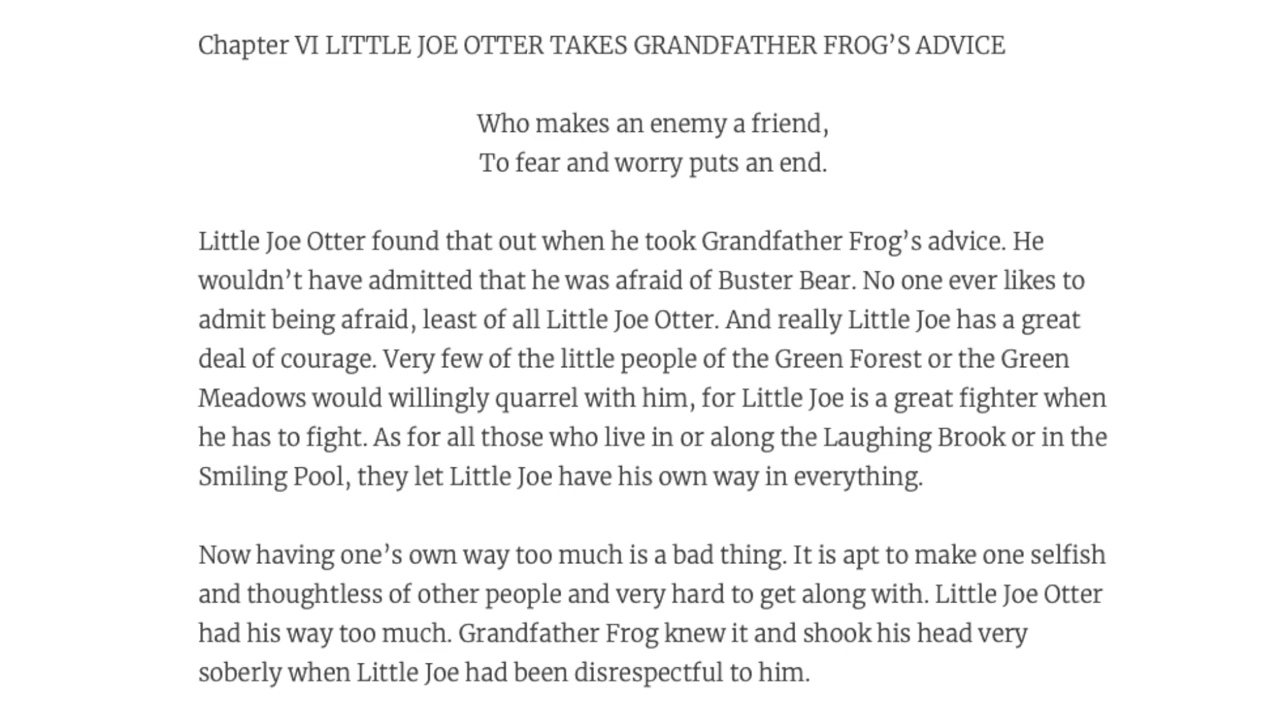 Chapter VI LITTLE JOE OTTER TAKES GRANDFATHER FROG’S ADVICE
Who makes an enemy a friend,
To fear and worry puts an end.
Little Joe Otter found that out when he took Grandfather Frog’s advice. He
wouldn’t have admitted that he was afraid of Buster Bear. No one ever likes to
admit being afraid, least of all Little Joe Otter. And really Little Joe has a great
deal of courage. Very few of the little people of the Green Forest or the Green
Meadows would willingly quarrel with him, for Little Joe is a great fighter when
he has to fight. As for all those who live in or along the Laughing Brook or in the
Smiling Pool, they let Little Joe have his own way in everything.
Now having one’s own way too much is a bad thing. It is apt to make one selfish
and thoughtless of other people and very hard to get along with. Little Joe Otter
had his way too much. Grandfather Frog knew it and shook his head very
soberly when Little Joe had been disrespectful to him.